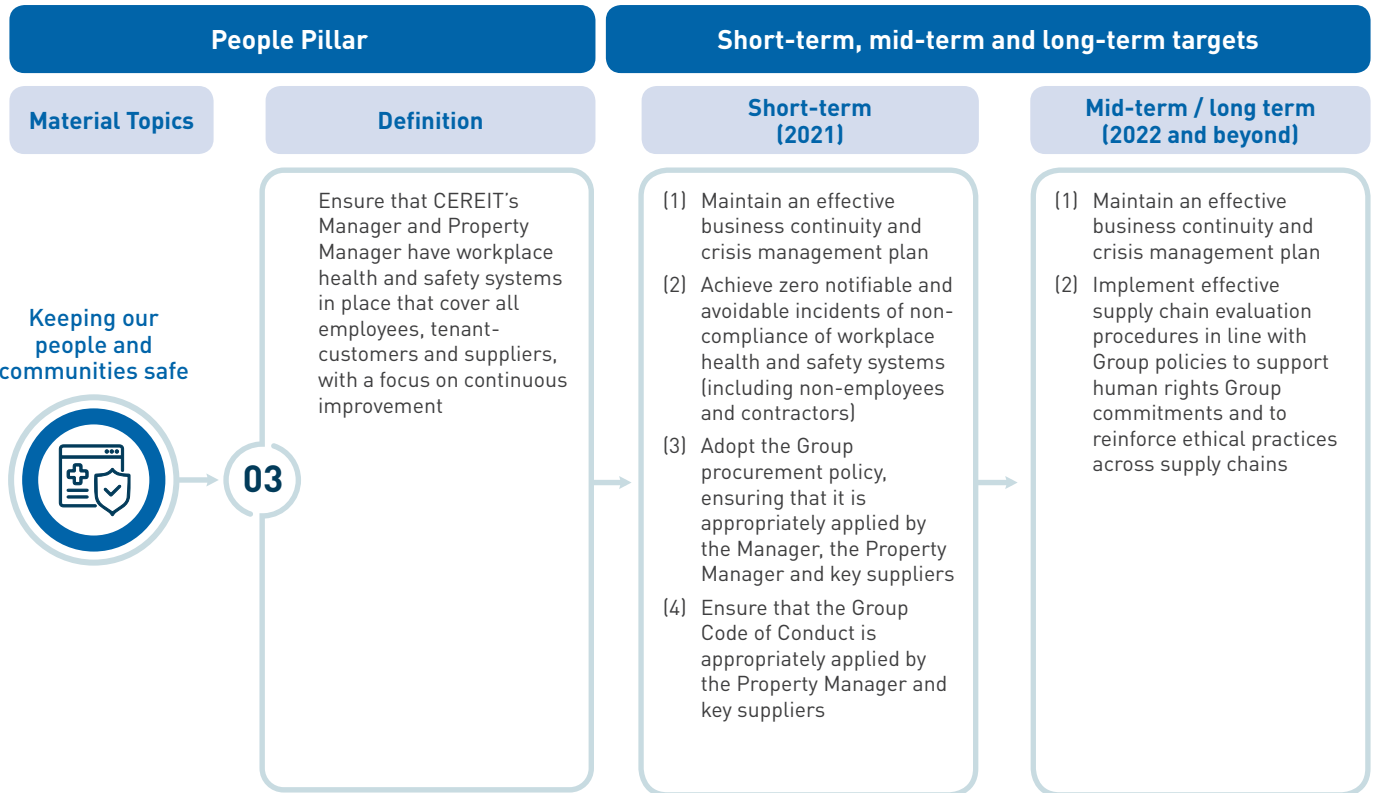 People Pillar
Short-term, mid-term and long-term targets
Material Topics
Definition
Short-term
(2021)
Mid-term / long term
(2022 and beyond)
Keeping our
people and
communities safe
03
Ensure that CEREIT’s
Manager and Property
Manager have workplace
health and safety systems
in place that cover all
employees, tenant-
customers and suppliers,
with a focus on continuous
improvement
(1) Maintain an effective
business continuity and
crisis management plan
(2) Achieve zero notifiable and
avoidable incidents of non-
compliance of workplace
health and safety systems
(including non-employees
and contractors)
(3) Adopt the Group
procurement policy,
ensuring that it is
appropriately applied by
the Manager, the Property
Manager and key suppliers
(4) Ensure that the Group
Code of Conduct is
appropriately applied by
the Property Manager and
key suppliers
(1) Maintain an effective
business continuity and
crisis management plan
(2) Implement effective
supply chain evaluation
procedures in line with
Group policies to support
human rights Group
commitments and to
reinforce ethical practices
across supply chains